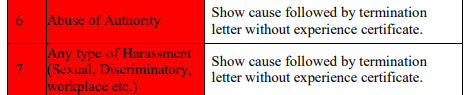 6 Abuse of Authority Show cause followed by termination
letter without experience certificate.
Any type of Harassment
7 (Sexual, Discriminatory, Show cause followed by termination
workplace etc.) letter without experience certificate.